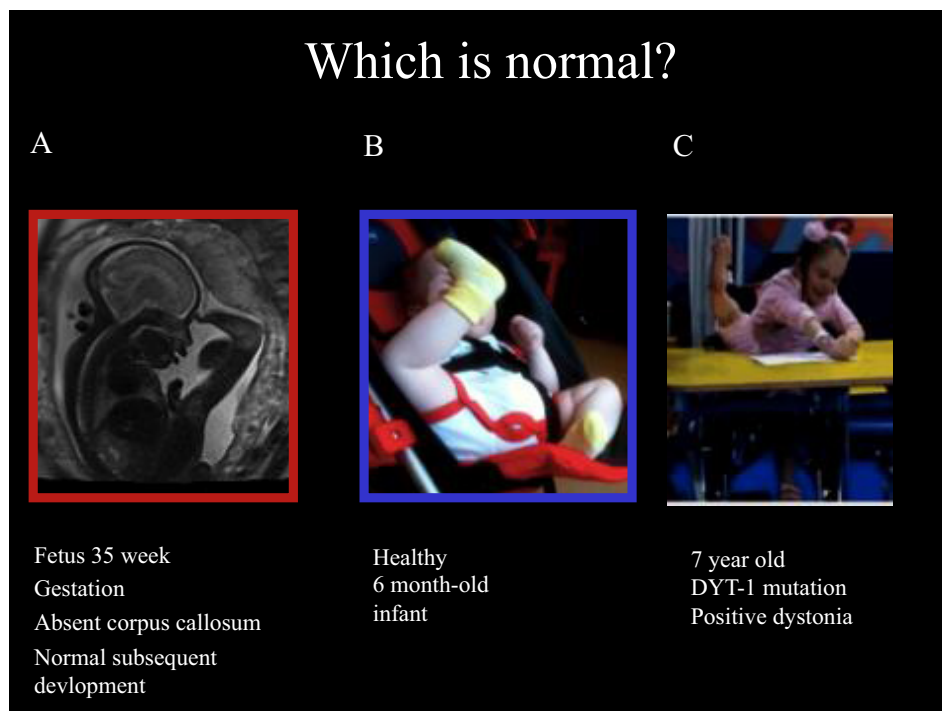 Which is normal?
A
B
C
Fetus 35 week
Gestation
Absent corpus callosum
Normal subsequent
devlopment
Healthy
6 month-old
infant
7 year old
DYT-1 mutation
Positive dystonia